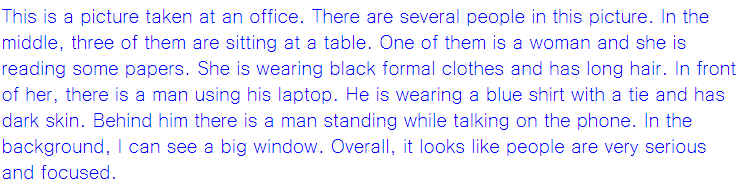 This is a picture taken at an office. There are several people in this picture. In the
middle, three of them are sitting at a table. One of them is a woman and she is
reading some papers. She is wearing black formal clothes and has long hair. In front
of her, there is a man using his laptop. He is wearing a blue shirt with a tie and has
dark skin. Behind him there is a man standing while talking on the phone. In the
background, I can see a big window. Overall, it looks like people are very serious
and focused.